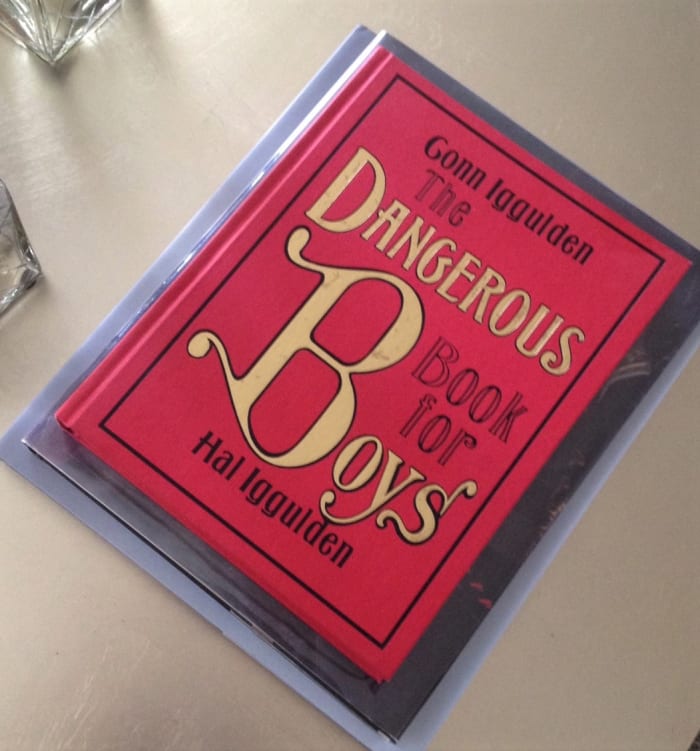 Conn Iggulden
The
DANGEROUS
Book
for
Boys
Hal Iggulden